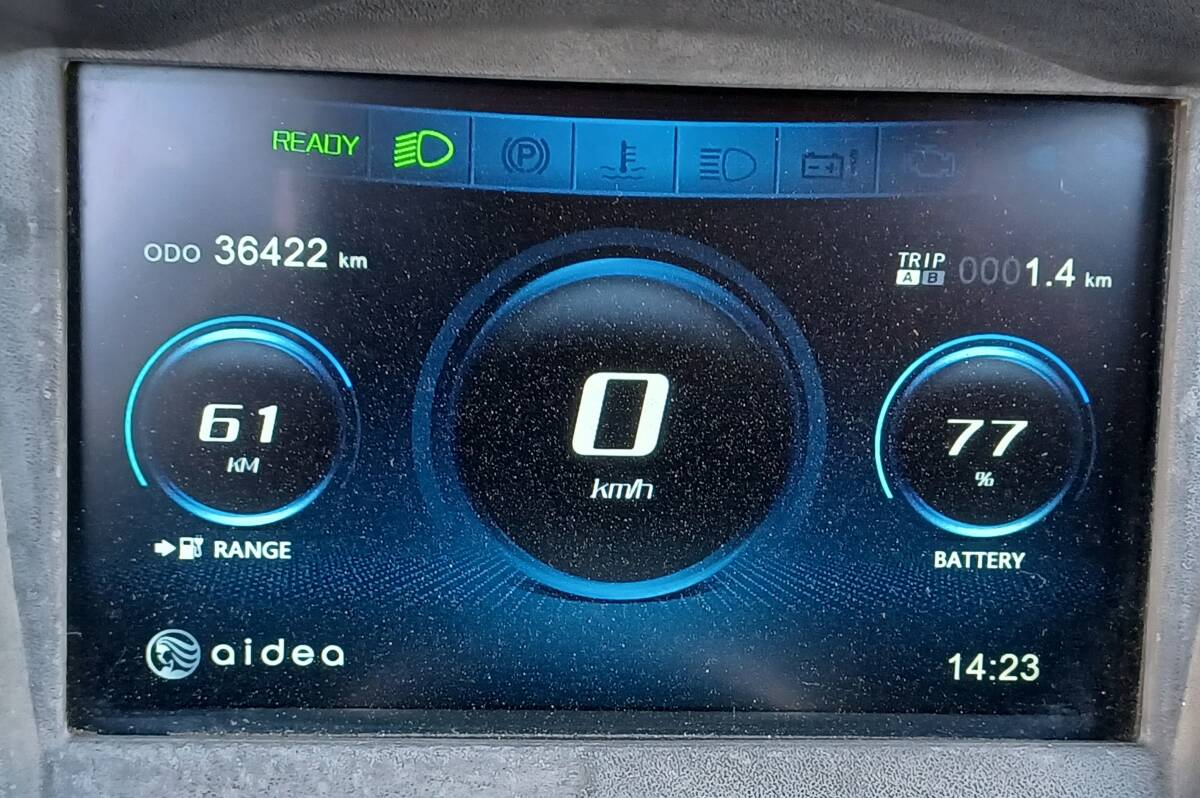 READY
P
ODO 36422 km
TRIP
A B
0001.4 km
61
KM
RANGE
0
km/h
77
%
BATTERY
aidea
14:23